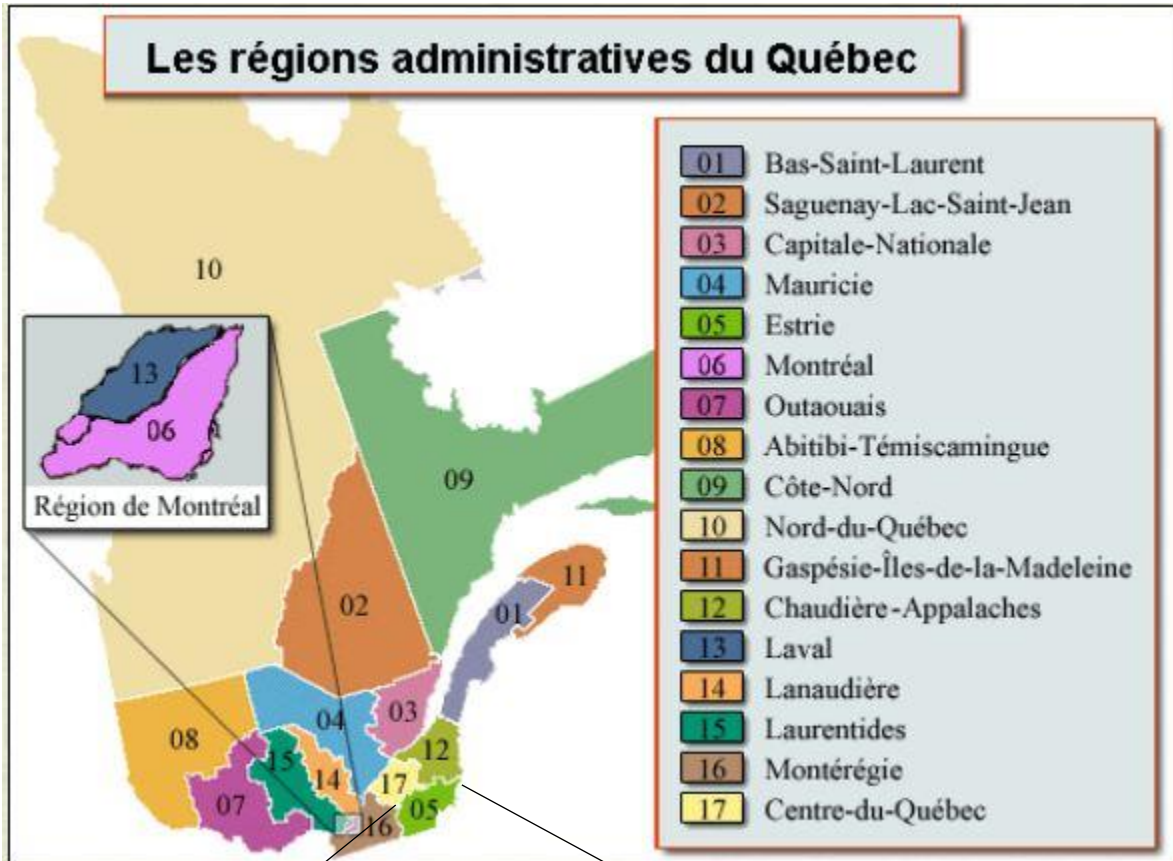 Les régions administratives du Québec
01 Bas-Saint-Laurent
02 Saguenay-Lac-Saint-Jean
03 Capitale-Nationale
04 Mauricie
05 Estrie
06 Montréal
07 Outaouais
08 Abitibi-Témiscamingue
09 Côte-Nord
10 Nord-du-Québec
11 Gaspésie-Îles-de-la-Madeleine
12 Chaudière-Appalaches
13 Laval
14 Lanaudière
15 Laurentides
16 Montérégie
17 Centre-du-Québec
10
13
06
Région de Montréal
09
11
01
02
03
04
08
12
15
14
17
07
05
16